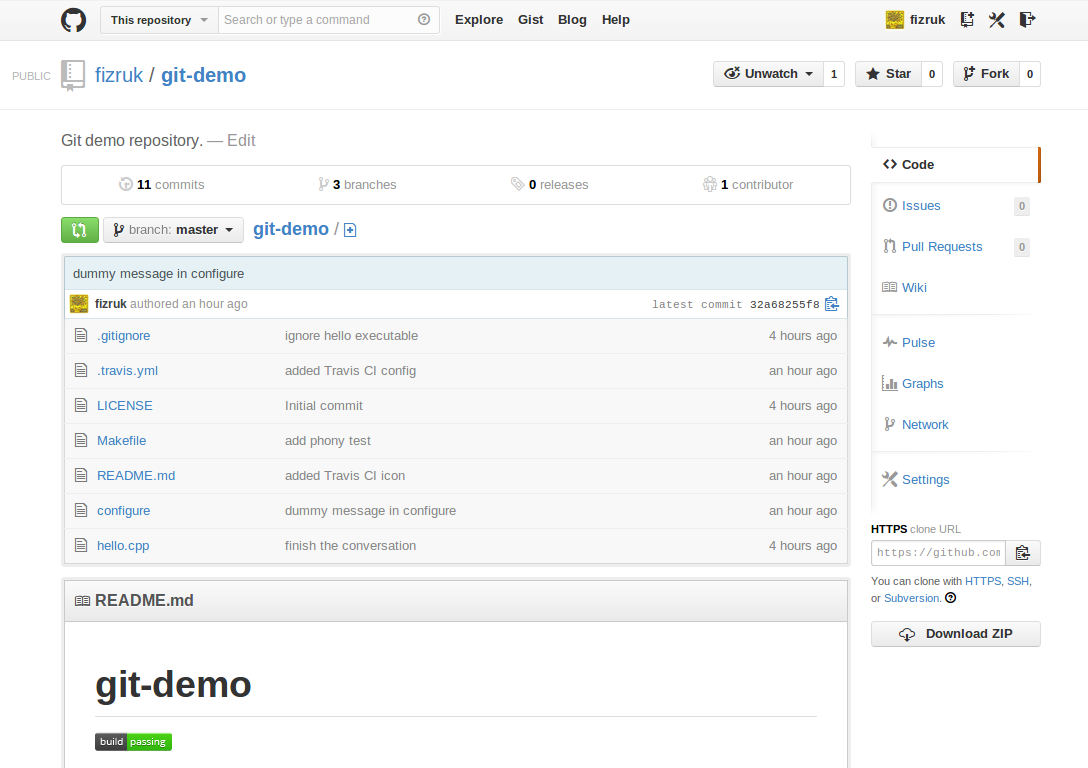 This repository Search or type a command Explore Gist Blog Help fizruk
PUBLIC fizruk / git-demo Unwatch 1 Star 0 Fork 0
Git demo repository. — Edit
11 commits 3 branches 0 releases 1 contributor
branch: master git-demo /
dummy message in configure
fizruk authored an hour ago latest commit 32a68255f8
.gitignore ignore hello executable 4 hours ago
.travis.yml added Travis CI config an hour ago
LICENSE Initial commit 4 hours ago
Makefile add phony test an hour ago
README.md added Travis CI icon an hour ago
configure dummy message in configure an hour ago
hello.cpp finish the conversation 4 hours ago
README.md
git-demo
build passing
Code
Issues 0
Pull Requests 0
Wiki
Pulse
Graphs
Network
Settings
HTTPS clone URL
https://github.com
You can clone with HTTPS, SSH,
or Subversion.
Download ZIP